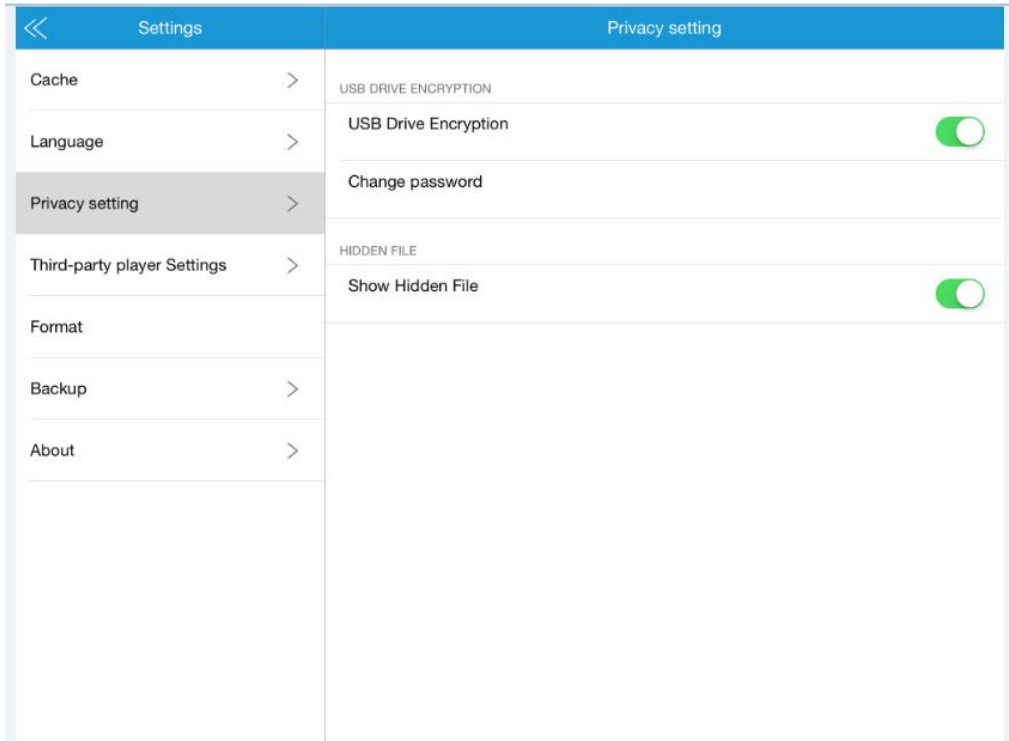 Settings
Cache
Language
Privacy setting
Third-party player Settings
Format
Backup
About
Privacy setting
USB DRIVE ENCRYPTION
USB Drive Encryption
Change password
HIDDEN FILE
Show Hidden File